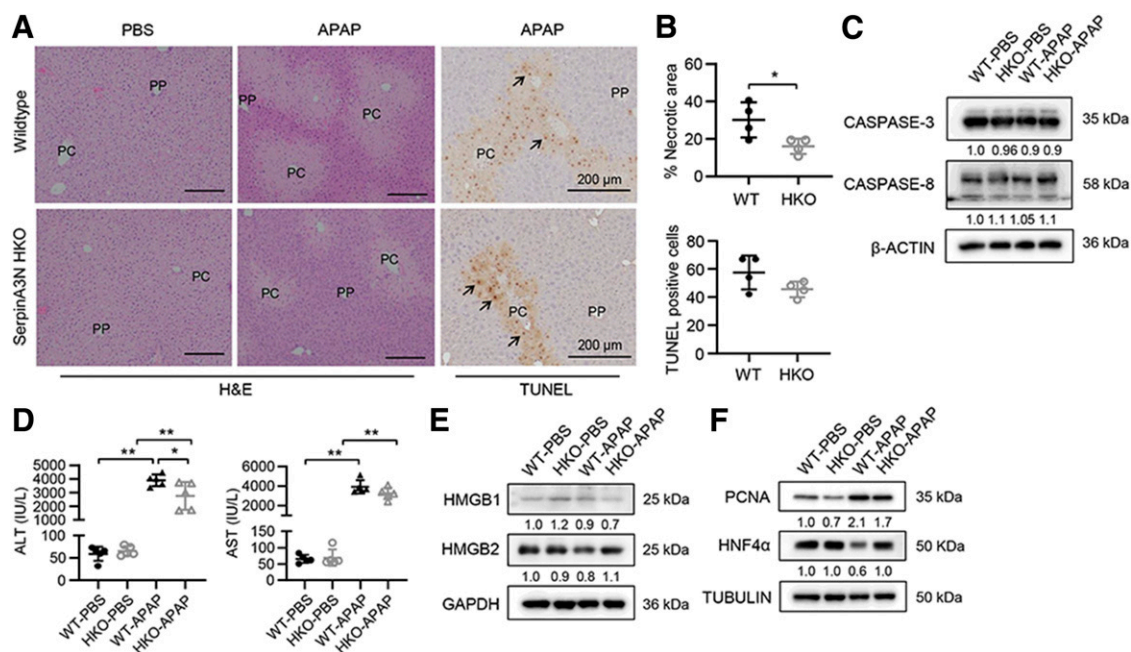 A
PBS
APAP
APAP
Wildtype
PP
PC
PP
PC
PC
PP
PC
200 µm
SerpinA3N HKO
PC
PP
PC
PC
PP
PC
PP
200 µm
H&E
TUNEL
B
% Necrotic area
60
40
20
0
*
WT
HKO
TUNEL positive cells
80
60
40
20
0
WT
HKO
C
WT-PBS
HKO-PBS
WT-APAP
HKO-APAP
CASPASE-3
35 kDa
1.0 0.96 0.9 0.9
CASPASE-8
58 kDa
1.0 1.1 1.05 1.1
β-ACTIN
36 kDa
D
ALT (IU/L)
5000
4000
3000
2000
1000
100
50
0
**
**
*
WT-PBS
HKO-PBS
WT-APAP
HKO-APAP
AST (IU/L)
6000
4000
2000
150
100
50
0
**
**
WT-PBS
HKO-PBS
WT-APAP
HKO-APAP
E
WT-PBS
HKO-PBS
WT-APAP
HKO-APAP
HMGB1
25 kDa
1.0 1.2 0.9 0.7
HMGB2
25 kDa
1.0 0.9 0.8 1.1
GAPDH
36 kDa
F
WT-PBS
HKO-PBS
WT-APAP
HKO-APAP
PCNA
35 kDa
1.0 0.7 2.1 1.7
HNF4α
50 KDa
1.0 1.0 0.6 1.0
TUBULIN
50 kDa